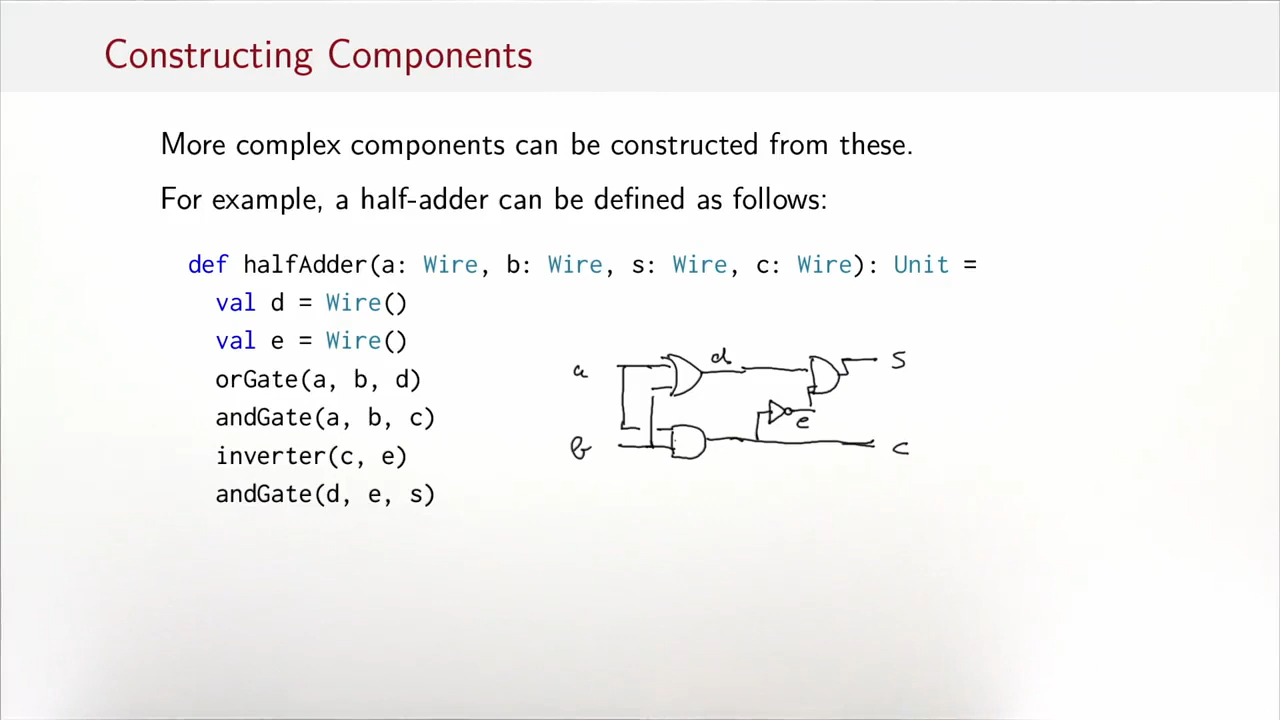 Constructing Components
More complex components can be constructed from these.
For example, a half-adder can be defined as follows:
def halfAdder(a: Wire, b: Wire, s: Wire, c: Wire): Unit =
val d = Wire()
val e = Wire()
orGate(a, b, d)
andGate(a, b, c)
inverter(c, e)
andGate(d, e, s)
a
d
s
e
b
c